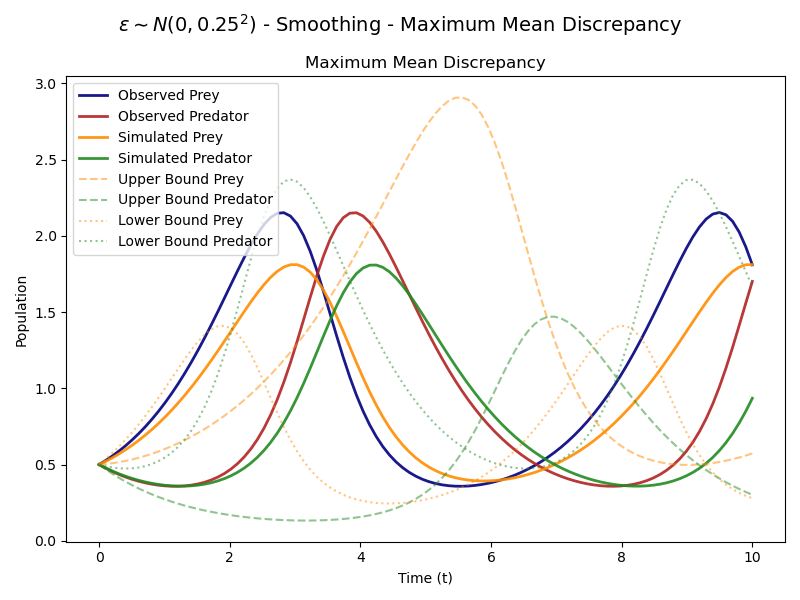 ε ~ N(0, 0.25²) - Smoothing - Maximum Mean Discrepancy
Maximum Mean Discrepancy
3.0
2.5
2.0
1.5
1.0
0.5
0.0
Population
Observed Prey
Observed Predator
Simulated Prey
Simulated Predator
Upper Bound Prey
Upper Bound Predator
Lower Bound Prey
Lower Bound Predator
0 2 4 6 8 10
Time (t)